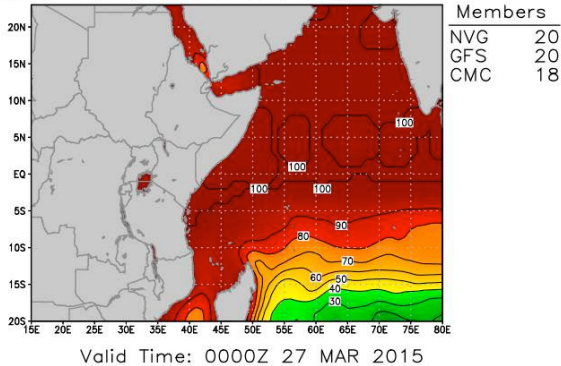 Members
NVG 20
GFS 20
CMC 18
20N
15N
10N
5N
EQ
5S
10S
15S
20S
100
100
100
100
100
90
80
70
60
50
40
30
15E 20E 25E 30E 35E 40E 45E 50E 55E 60E 65E 70E 75E 80E
Valid Time: 0000Z 27 MAR 2015